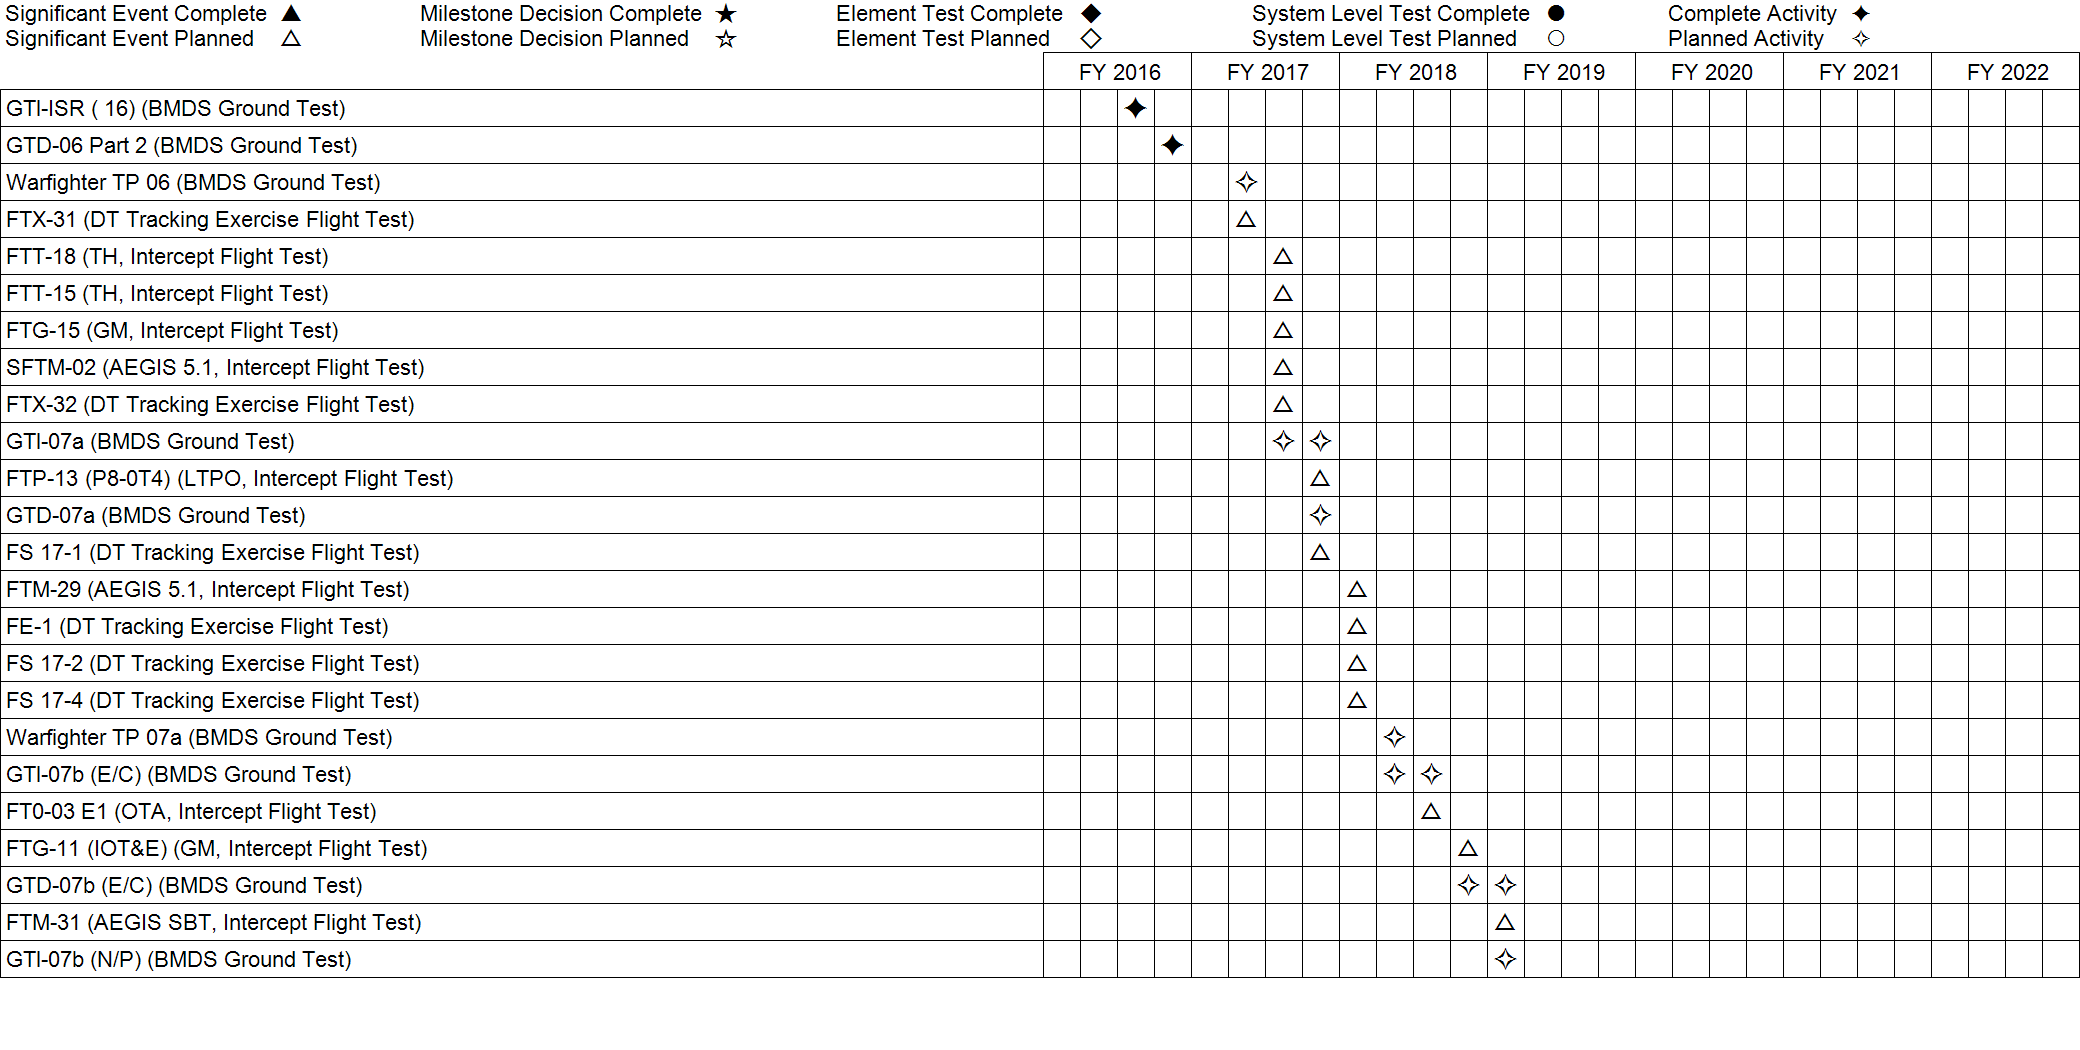 Significant Event Complete ▲ Milestone Decision Complete ★ Element Test Complete ◆ System Level Test Complete ● Complete Activity ✦
Significant Event Planned △ Milestone Decision Planned ☆ Element Test Planned ◇ System Level Test Planned ○ Planned Activity ✧
FY 2016 FY 2017 FY 2018 FY 2019 FY 2020 FY 2021 FY 2022
GTI-ISR ( 16) (BMDS Ground Test)
GTD-06 Part 2 (BMDS Ground Test)
Warfighter TP 06 (BMDS Ground Test)
FTX-31 (DT Tracking Exercise Flight Test)
FTT-18 (TH, Intercept Flight Test)
FTT-15 (TH, Intercept Flight Test)
FTG-15 (GM, Intercept Flight Test)
SFTM-02 (AEGIS 5.1, Intercept Flight Test)
FTX-32 (DT Tracking Exercise Flight Test)
GTI-07a (BMDS Ground Test)
FTP-13 (P8-0T4) (LTPO, Intercept Flight Test)
GTD-07a (BMDS Ground Test)
FS 17-1 (DT Tracking Exercise Flight Test)
FTM-29 (AEGIS 5.1, Intercept Flight Test)
FE-1 (DT Tracking Exercise Flight Test)
FS 17-2 (DT Tracking Exercise Flight Test)
FS 17-4 (DT Tracking Exercise Flight Test)
Warfighter TP 07a (BMDS Ground Test)
GTI-07b (E/C) (BMDS Ground Test)
FT0-03 E1 (OTA, Intercept Flight Test)
FTG-11 (IOT&E) (GM, Intercept Flight Test)
GTD-07b (E/C) (BMDS Ground Test)
FTM-31 (AEGIS SBT, Intercept Flight Test)
GTI-07b (N/P) (BMDS Ground Test)